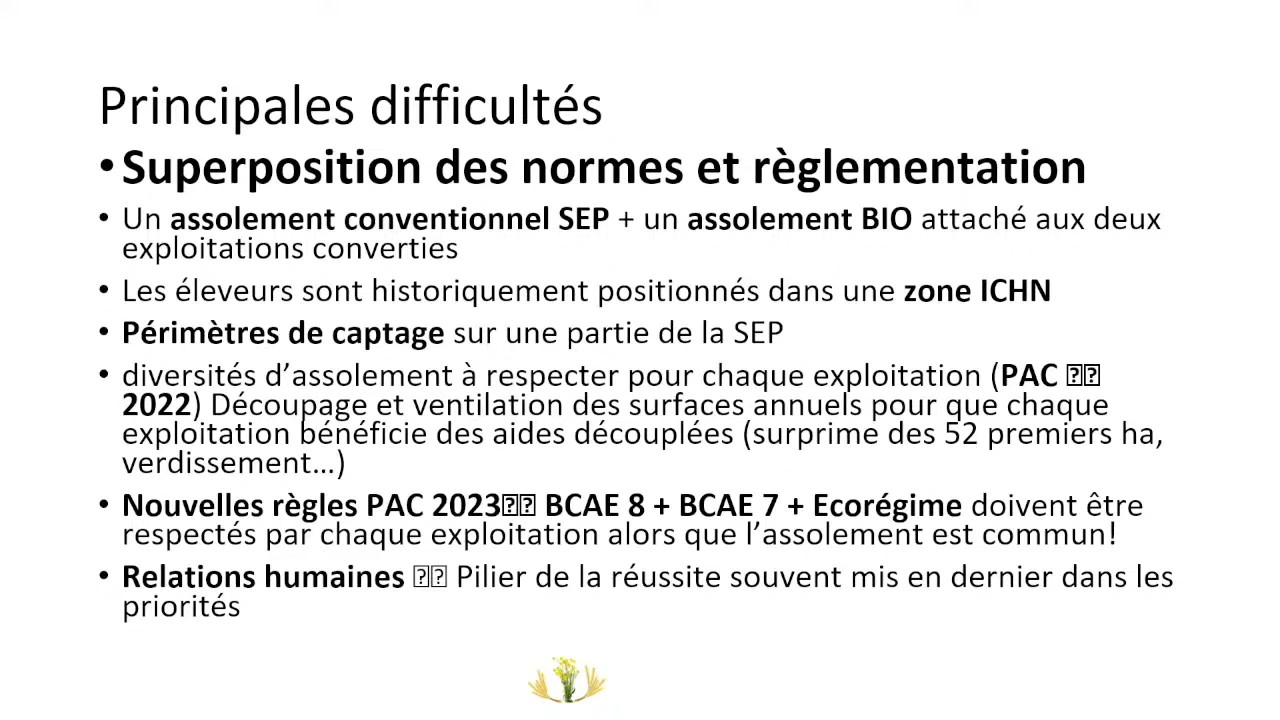 Principales difficultés
• Superposition des normes et règlementation
• Un assolement conventionnel SEP + un assolement BIO attaché aux deux
exploitations converties
• Les éleveurs sont historiquement positionnés dans une zone ICHN
• Périmètres de captage sur une partie de la SEP
• diversités d’assolement à respecter pour chaque exploitation (PAC ⍰⍰
2022) Découpage et ventilation des surfaces annuels pour que chaque
exploitation bénéficie des aides découplées (surprime des 52 premiers ha,
verdissement…)
• Nouvelles règles PAC 2023⍰⍰ BCAE 8 + BCAE 7 + Ecorégime doivent être
respectés par chaque exploitation alors que l’assolement est commun!
• Relations humaines ⍰⍰ Pilier de la réussite souvent mis en dernier dans les
priorités